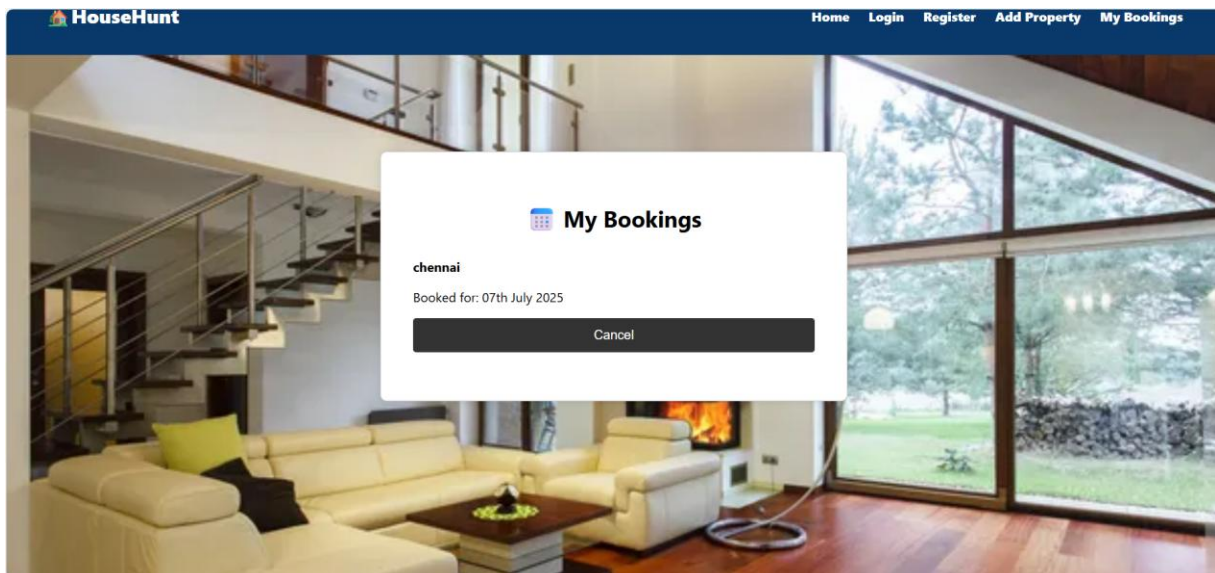 HouseHunt
Home Login Register Add Property My Bookings
My Bookings
chennai
Booked for: 07th July 2025
Cancel